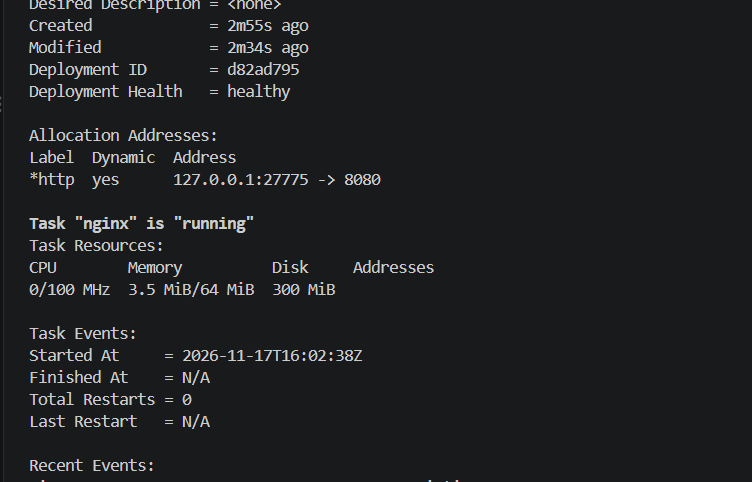 Desired Description = <none>
Created             = 2m55s ago
Modified            = 2m34s ago
Deployment ID       = d82ad795
Deployment Health   = healthy

Allocation Addresses:
Label  Dynamic  Address
*http  yes      127.0.0.1:27775 -> 8080

Task "nginx" is "running"
Task Resources:
CPU        Memory          Disk     Addresses
0/100 MHz  3.5 MiB/64 MiB  300 MiB

Task Events:
Started At     = 2026-11-17T16:02:38Z
Finished At    = N/A
Total Restarts = 0
Last Restart   = N/A

Recent Events: